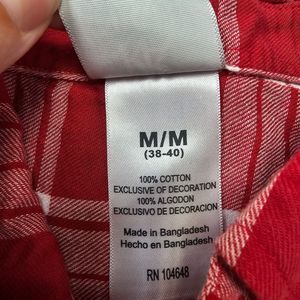 M/M
(38-40)
100% COTTON
EXCLUSIVE OF DECORATION
100% ALGODON
EXCLUSIVO DE DECORACION
Made in Bangladesh
Hecho en Bangladesh
RN 104648